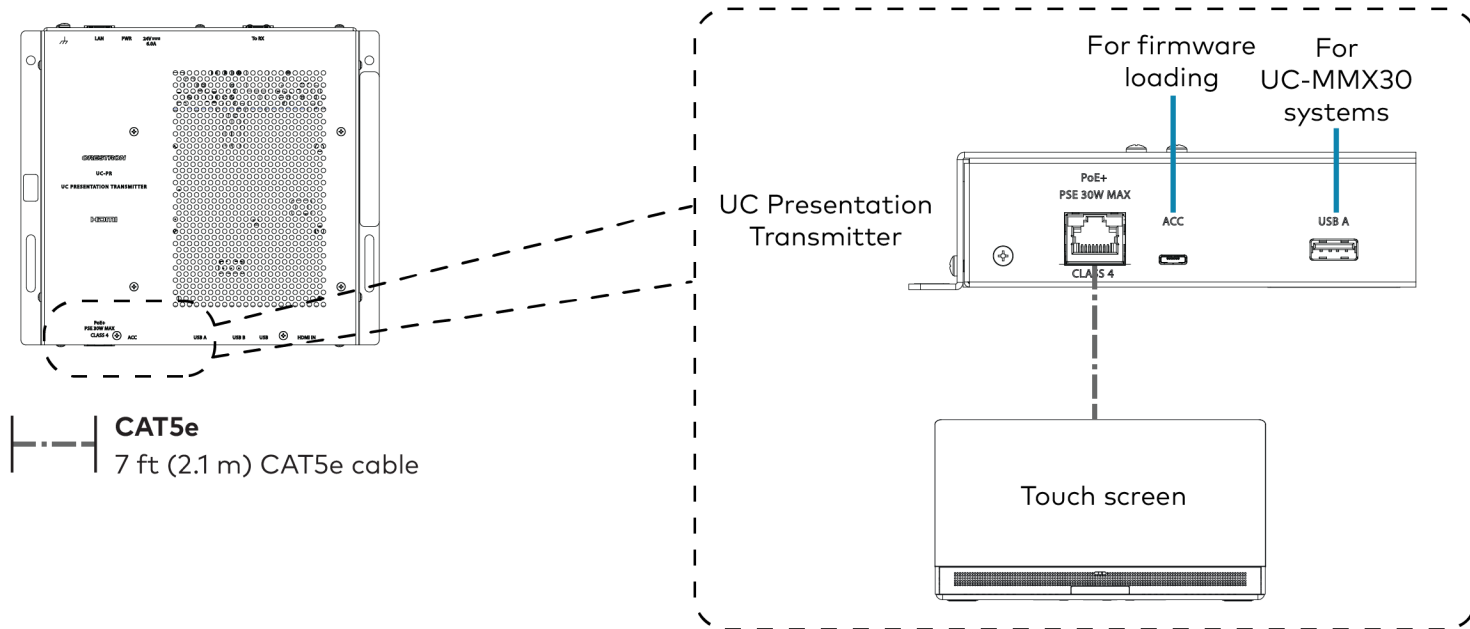 LAN PWR 24V⎓ To RX
6.0A
CRESTRON
UC-PR
UC PRESENTATION TRANSMITTER
HDMI
PoE+
PSE 30W MAX
CLASS 4 ACC USB A USB B USB HDMI IN
CAT5e
7 ft (2.1 m) CAT5e cable
For firmware
loading
For
UC-MMX30
systems
UC Presentation
Transmitter
PoE+
PSE 30W MAX
CLASS 4
ACC
USB A
Touch screen